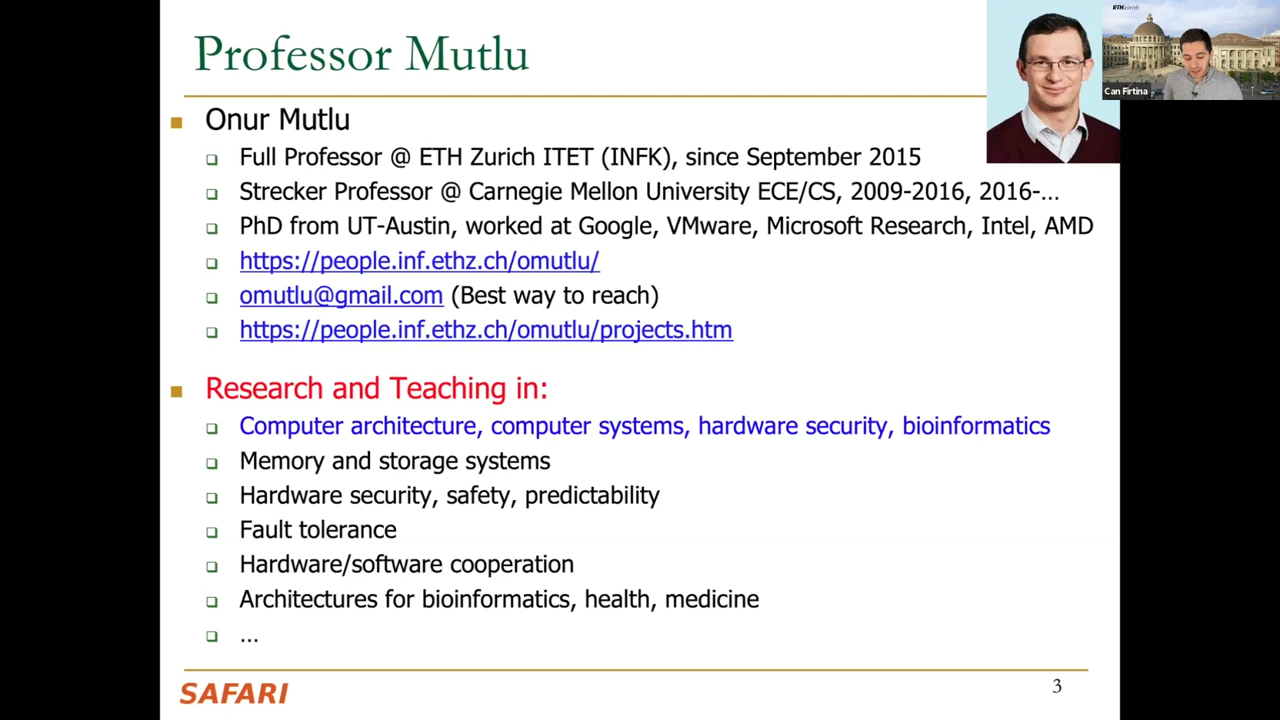 Professor Mutlu
ETH zürich
Can Firtina
Onur Mutlu
Full Professor @ ETH Zurich ITET (INFK), since September 2015
Strecker Professor @ Carnegie Mellon University ECE/CS, 2009-2016, 2016-...
PhD from UT-Austin, worked at Google, VMware, Microsoft Research, Intel, AMD
https://people.inf.ethz.ch/omutlu/
omutlu@gmail.com (Best way to reach)
https://people.inf.ethz.ch/omutlu/projects.htm
Research and Teaching in:
Computer architecture, computer systems, hardware security, bioinformatics
Memory and storage systems
Hardware security, safety, predictability
Fault tolerance
Hardware/software cooperation
Architectures for bioinformatics, health, medicine
...
SAFARI
3